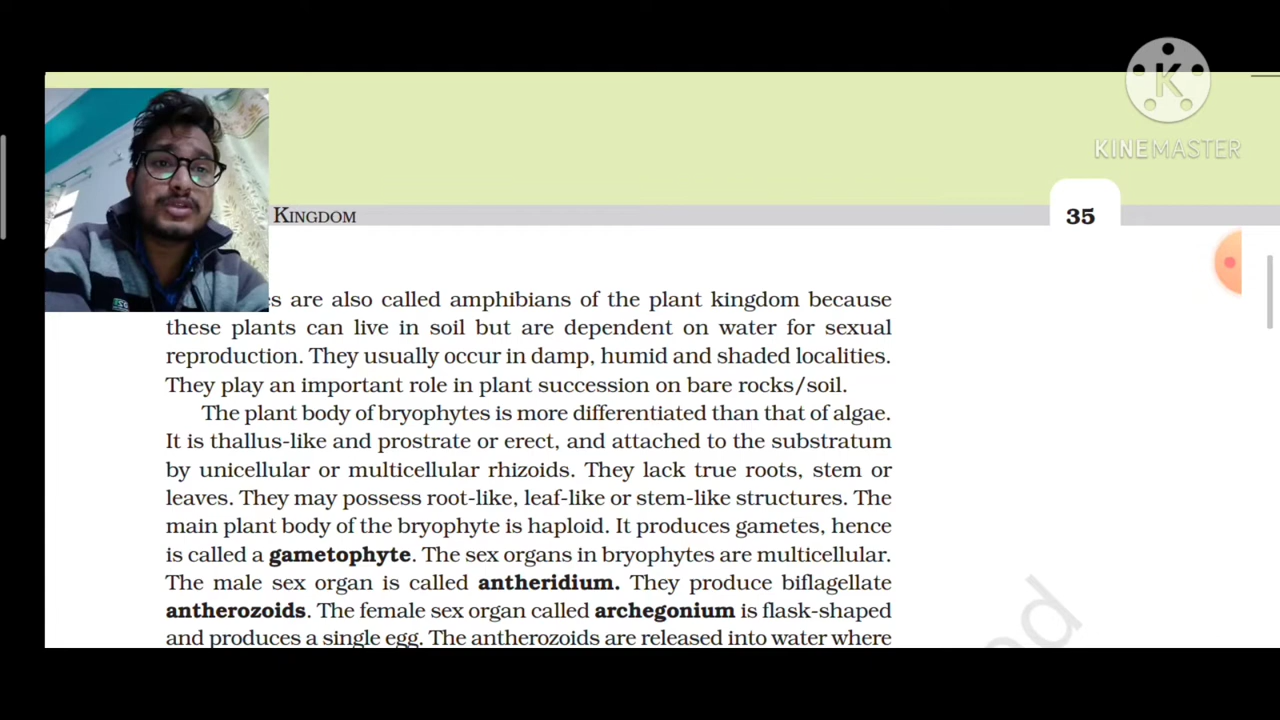 KINEMASTER
KINGDOM
35
are also called amphibians of the plant kingdom because
these plants can live in soil but are dependent on water for sexual
reproduction. They usually occur in damp, humid and shaded localities.
They play an important role in plant succession on bare rocks/soil.
The plant body of bryophytes is more differentiated than that of algae.
It is thallus-like and prostrate or erect, and attached to the substratum
by unicellular or multicellular rhizoids. They lack true roots, stem or
leaves. They may possess root-like, leaf-like or stem-like structures. The
main plant body of the bryophyte is haploid. It produces gametes, hence
is called a gametophyte. The sex organs in bryophytes are multicellular.
The male sex organ is called antheridium. They produce biflagellate
antherozoids. The female sex organ called archegonium is flask-shaped
and produces a single egg. The antherozoids are released into water where